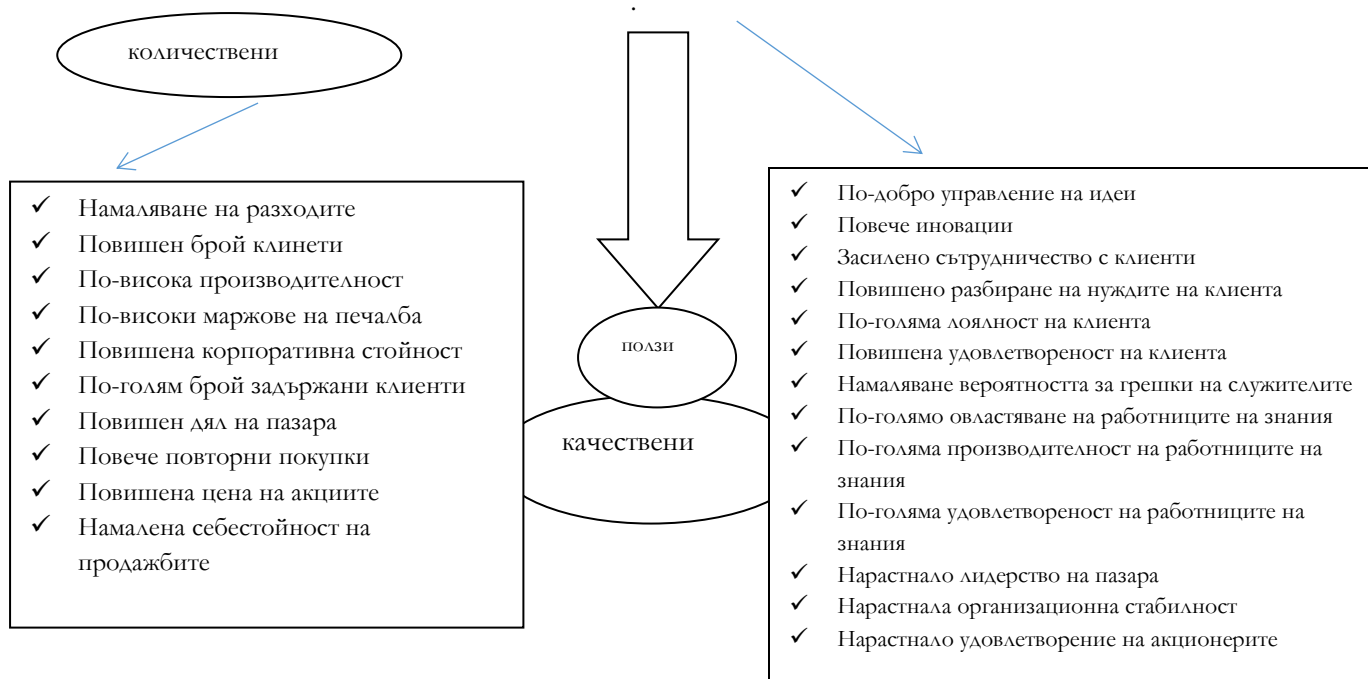 .
количествени
✓ Намаляване на разходите
✓ Повишен брой клинети
✓ По-висока производителност
✓ По-високи маржове на печалба
✓ Повишена корпоративна стойност
✓ По-голям брой задържани клиенти
✓ Повишен дял на пазара
✓ Повече повторни покупки
✓ Повишена цена на акциите
✓ Намалена себестойност на
продажбите
ползи
качествени
✓ По-добро управление на идеи
✓ Повече иновации
✓ Засилено сътрудничество с клиенти
✓ Повишено разбиране на нуждите на клиента
✓ По-голяма лоялност на клиента
✓ Повишена удовлетвореност на клиента
✓ Намаляване вероятността за грешки на служителите
✓ По-голямо овластяване на работниците на знания
✓ По-голяма производителност на работниците на
знания
✓ По-голяма удовлетвореност на работниците на
знания
✓ Нарастнало лидерство на пазара
✓ Нарастнала организационна стабилност
✓ Нарастнало удовлетворение на акционерите